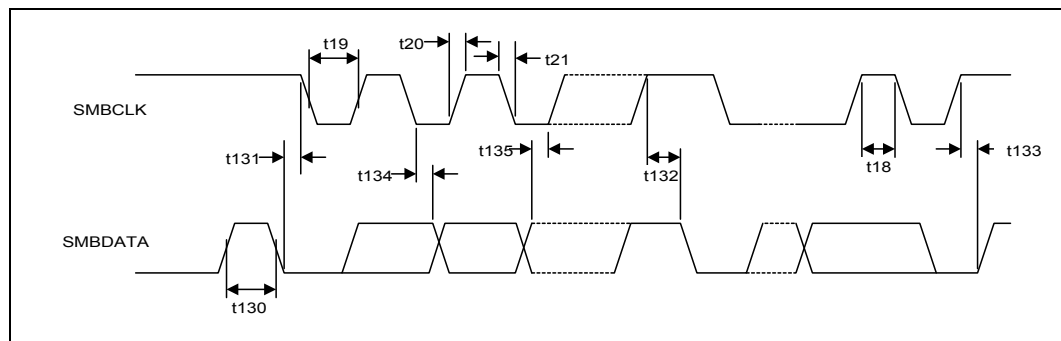 t19
t20
t21
SMBCLK
t131
t134
t135
t132
t18
t133
SMBDATA
t130